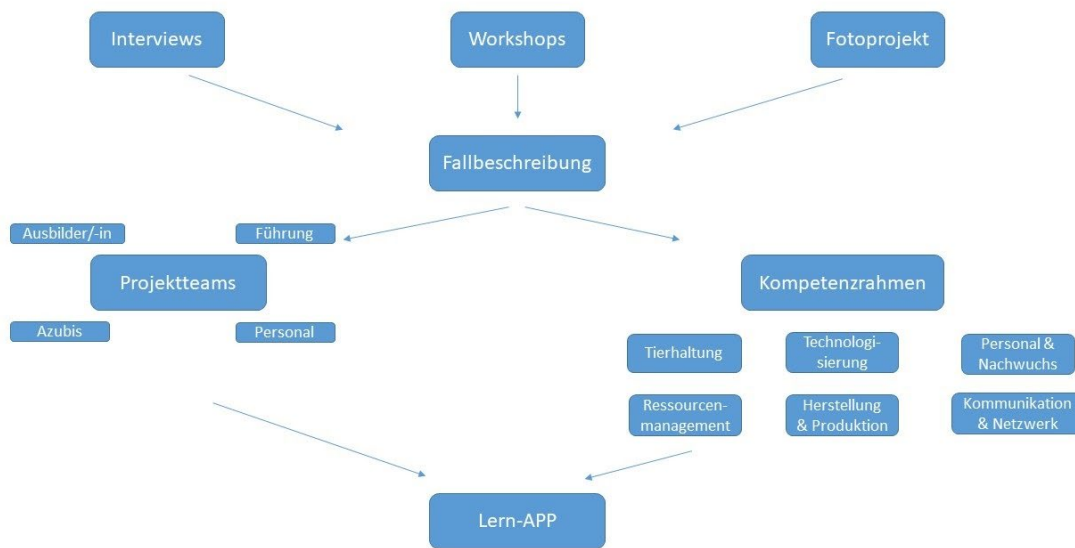 Interviews
Workshops
Fotoprojekt
Fallbeschreibung
Ausbilder/-in
Führung
Projektteams
Azubis
Personal
Kompetenzrahmen
Tierhaltung
Technologi-
sierung
Personal &
Nachwuchs
Ressourcen-
management
Herstellung
& Produktion
Kommunikation
& Netzwerk
Lern-APP